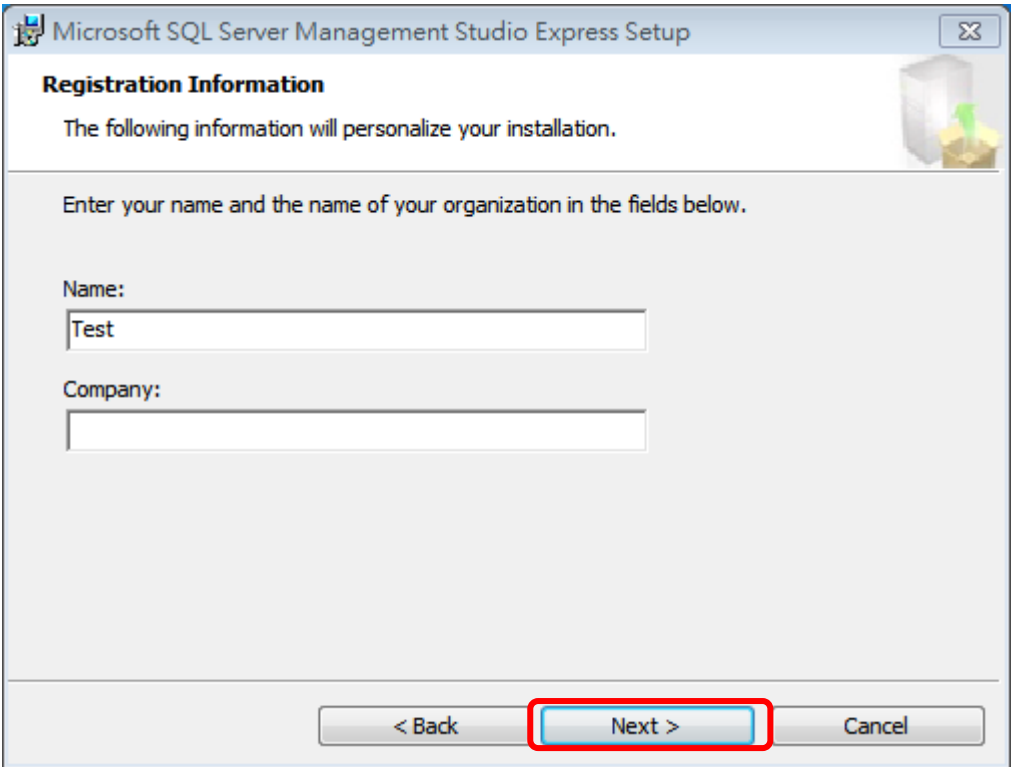 Microsoft SQL Server Management Studio Express Setup
Registration Information
The following information will personalize your installation.
Enter your name and the name of your organization in the fields below.
Name:
Test
Company:
< Back
Next >
Cancel